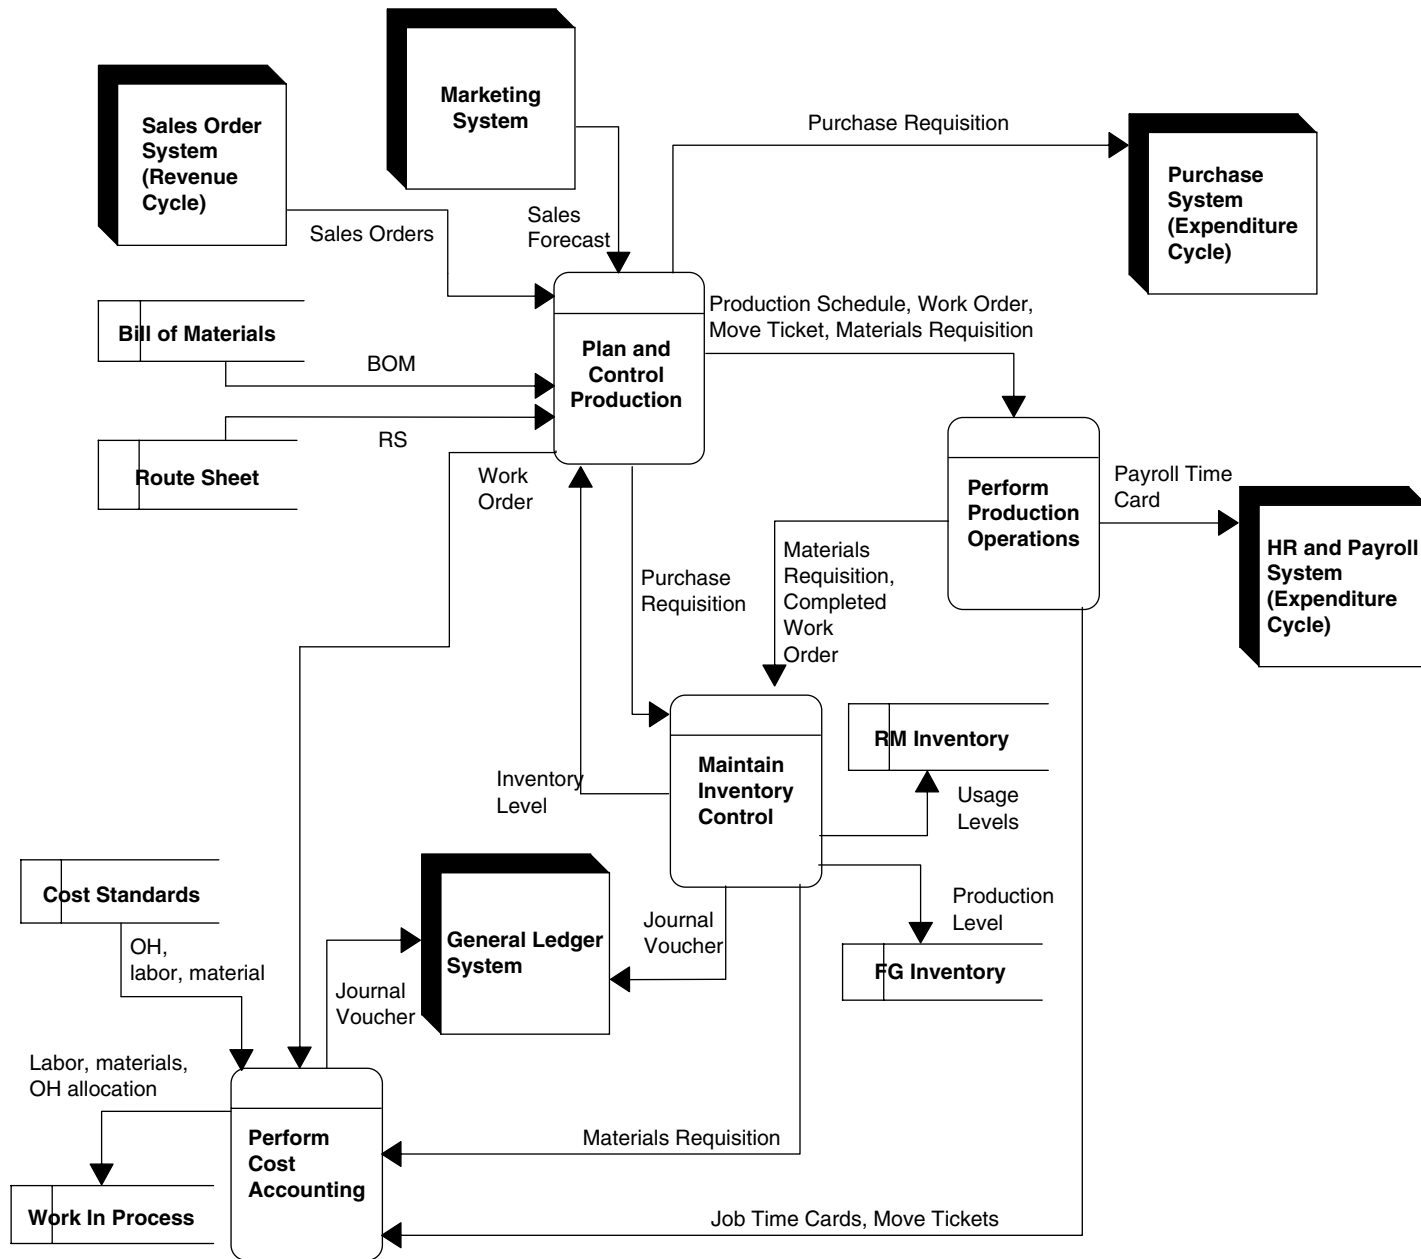 Marketing
System
Sales Order
System
(Revenue
Cycle)
Purchase Requisition
Purchase
System
(Expenditure
Cycle)
Sales Orders
Sales
Forecast
Production Schedule, Work Order,
Move Ticket, Materials Requisition
Bill of Materials
BOM
Plan and
Control
Production
RS
Route Sheet
Work
Order
Perform
Production
Operations
Payroll Time
Card
HR and Payroll
System
(Expenditure
Cycle)
Materials
Requisition,
Completed
Work
Order
Purchase
Requisition
RM Inventory
Maintain
Inventory
Control
Inventory
Level
Usage
Levels
Cost Standards
General Ledger
System
Journal
Voucher
Production
Level
FG Inventory
OH,
labor, material
Journal
Voucher
Labor, materials,
OH allocation
Perform
Cost
Accounting
Materials Requisition
Work In Process
Job Time Cards, Move Tickets